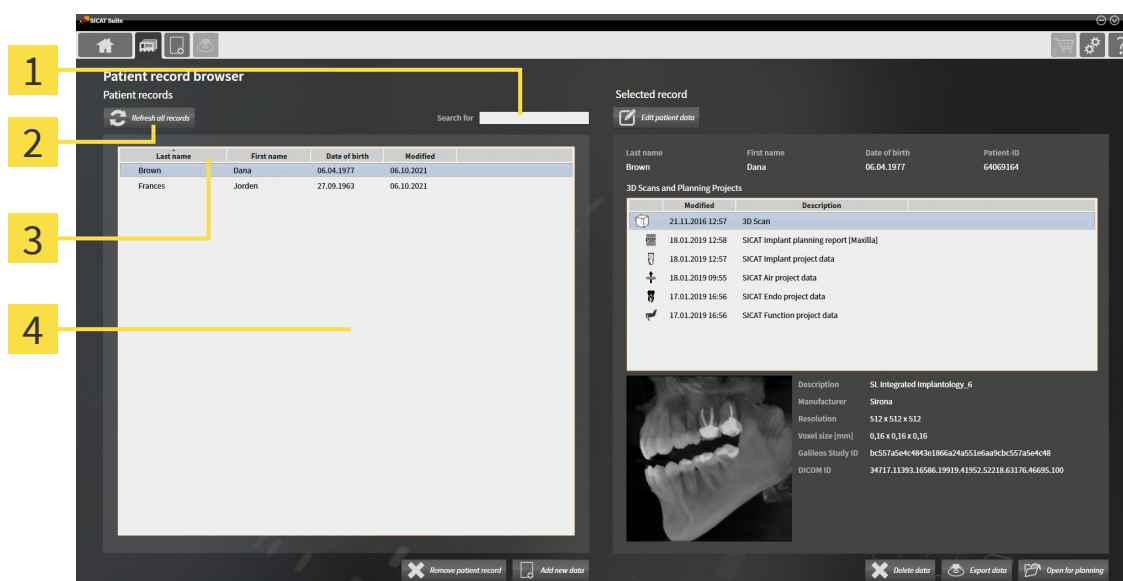 SICAT Suite
?
1
Patient record browser
Patient records
Selected record
Refresh all records
Search for
Edit patient data
2
Last name First name Date of birth Modified
Brown Dana 06.04.1977 06.10.2021
Frances Jorden 27.09.1963 06.10.2021
3
4
Last name First name Date of birth Patient-ID
Brown Dana 06.04.1977 64069164
3D Scans and Planning Projects
Modified Description
21.11.2016 12:57 3D Scan
PDF 18.01.2019 12:58 SICAT Implant planning report [Maxilla]
18.01.2019 12:57 SICAT Implant project data
18.01.2019 09:55 SICAT Air project data
17.01.2019 16:56 SICAT Endo project data
17.01.2019 16:56 SICAT Function project data
Description SL Integrated Implantology_6
Manufacturer Sirona
Resolution 512 x 512 x 512
Voxel size [mm] 0,16 x 0,16 x 0,16
Galileos Study ID bc557a5e4c4843e1866a24a551e6aa9cbc557a5e4c48
DICOM ID 34717.11393.16586.19919.41952.52218.63176.46695.100
Remove patient record Add new data
Delete data Export data Open for planning